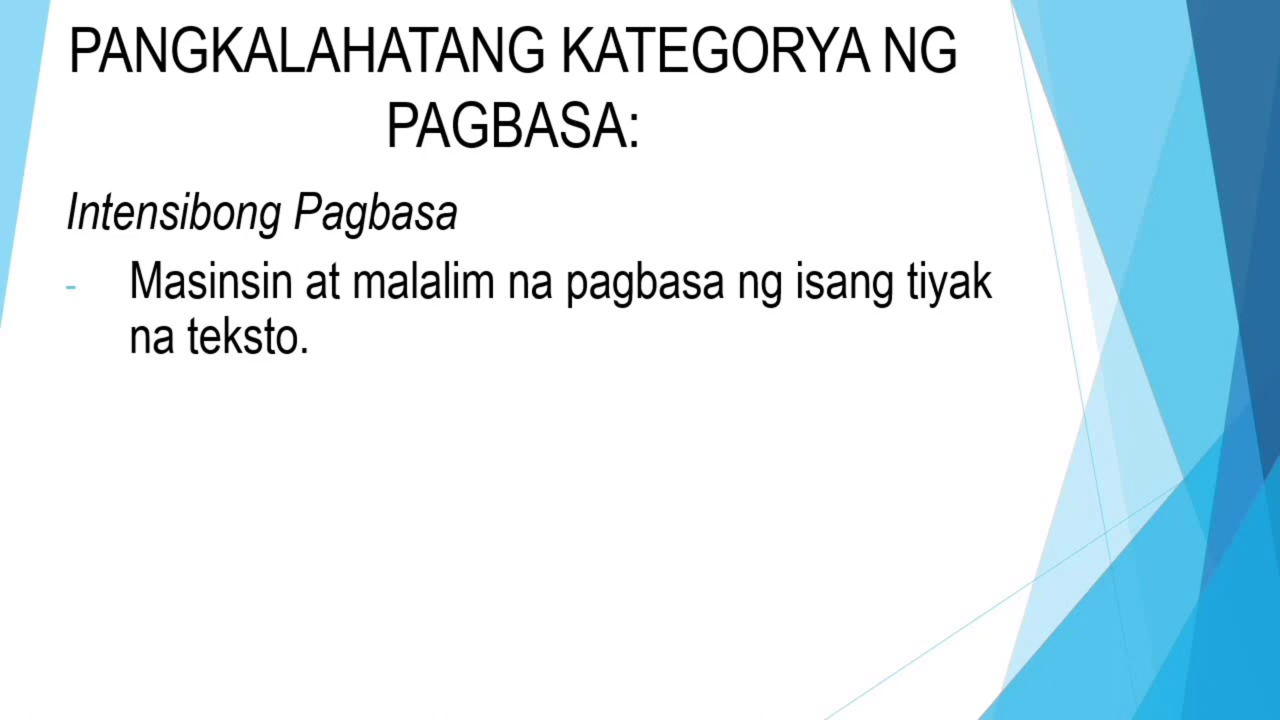 PANGKALAHATANG KATEGORYA NG
PAGBASA:
Intensibong Pagbasa
- Masinsin at malalim na pagbasa ng isang tiyak
na teksto.